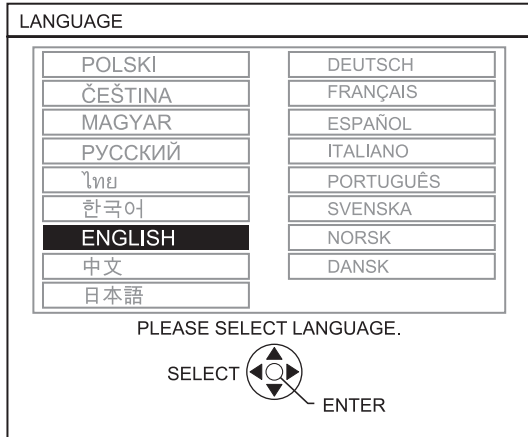 LANGUAGE
POLSKI
ČEŠTINA
MAGYAR
РУССКИЙ
ไทย
한국어
ENGLISH
中文
日本語
DEUTSCH
FRANÇAIS
ESPAÑOL
ITALIANO
PORTUGUÊS
SVENSKA
NORSK
DANSK
PLEASE SELECT LANGUAGE.
SELECT
ENTER